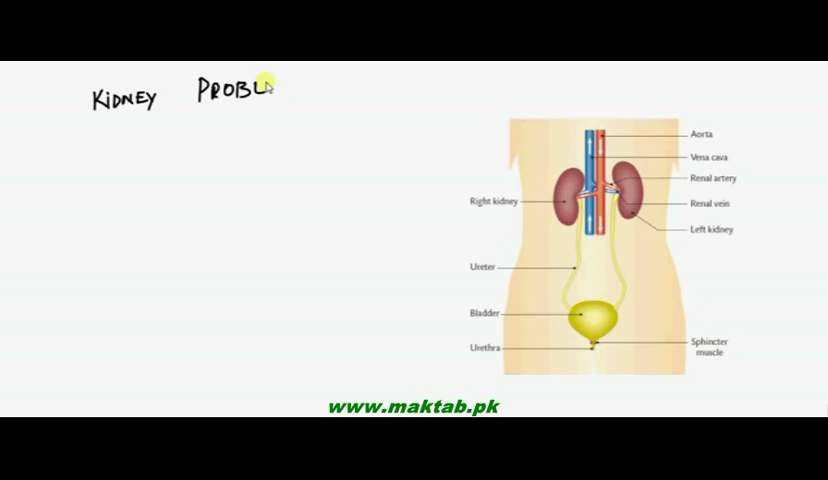 KiDNEY PROBL
Aorta
Vena cava
Renal artery
Right kidney
Renal vein
Left kidney
Ureter
Bladder
Urethra
Sphincter
muscle
www.maktab.pk